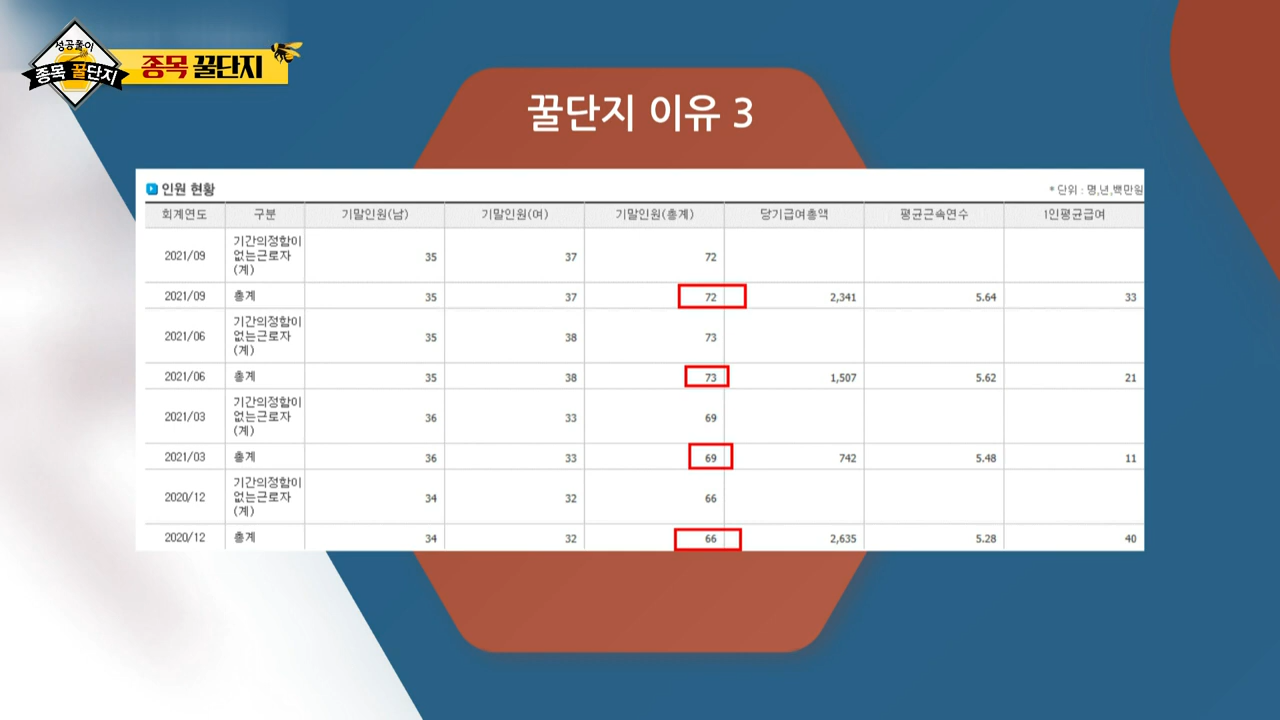 성공풀이
종목 꿀단지
종목 꿀단지
꿀단지 이유 3
인원 현황
* 단위 : 명,년,백만원
회계연도 구분 기말인원(남) 기말인원(여) 기말인원(총계) 당기급여총액 평균근속연수 1인평균급여
2021/09 기간의정함이없는근로자(계) 35 37 72
2021/09 총계 35 37 72 2,341 5.64 33
2021/06 기간의정함이없는근로자(계) 35 38 73
2021/06 총계 35 38 73 1,507 5.62 21
2021/03 기간의정함이없는근로자(계) 36 33 69
2021/03 총계 36 33 69 742 5.48 11
2020/12 기간의정함이없는근로자(계) 34 32 66
2020/12 총계 34 32 66 2,635 5.28 40